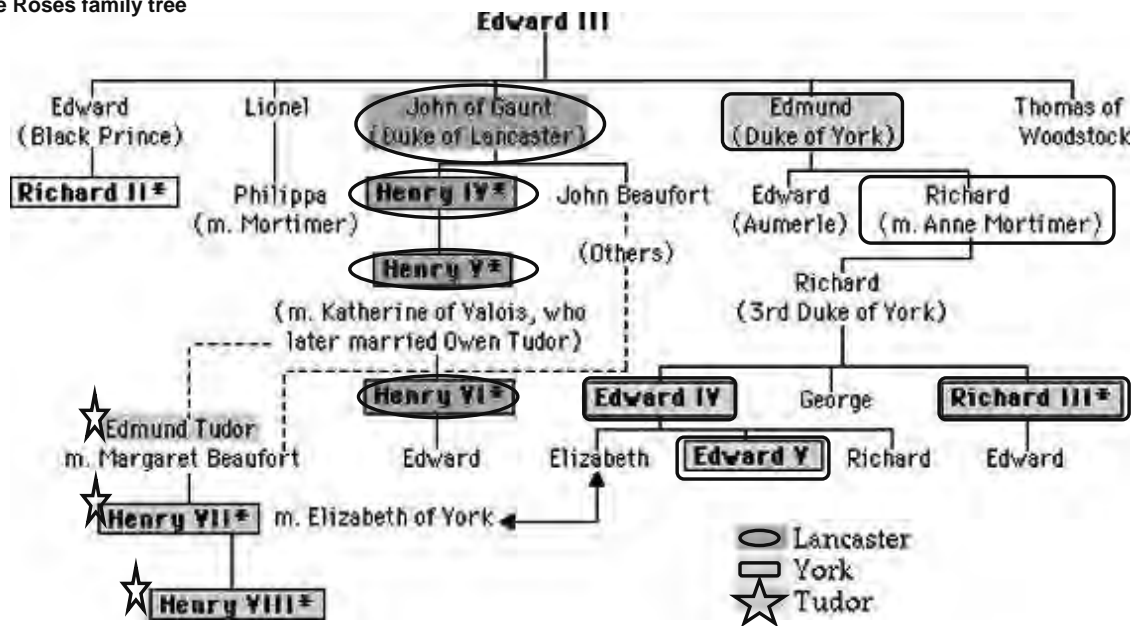 e Roses family tree
Edward III
Edward Lionel John of Gaunt Edmund Thomas of
(Black Prince) (Duke of Lancaster) (Duke of York) Woodstock
Richard II* Philippa Henry IV* John Beaufort Edward Richard
(m. Mortimer) (Aumerle) (m. Anne Mortimer)
(Others)
Henry V* Richard
(m. Katherine of Valois, who (3rd Duke of York)
later married Owen Tudor)
Henry VI* Edward IV George Richard III*
Edmund Tudor
m. Margaret Beaufort Edward Elizabeth Edward V Richard Edward
Henry VII* m. Elizabeth of York
Lancaster
York
Henry VIII* Tudor